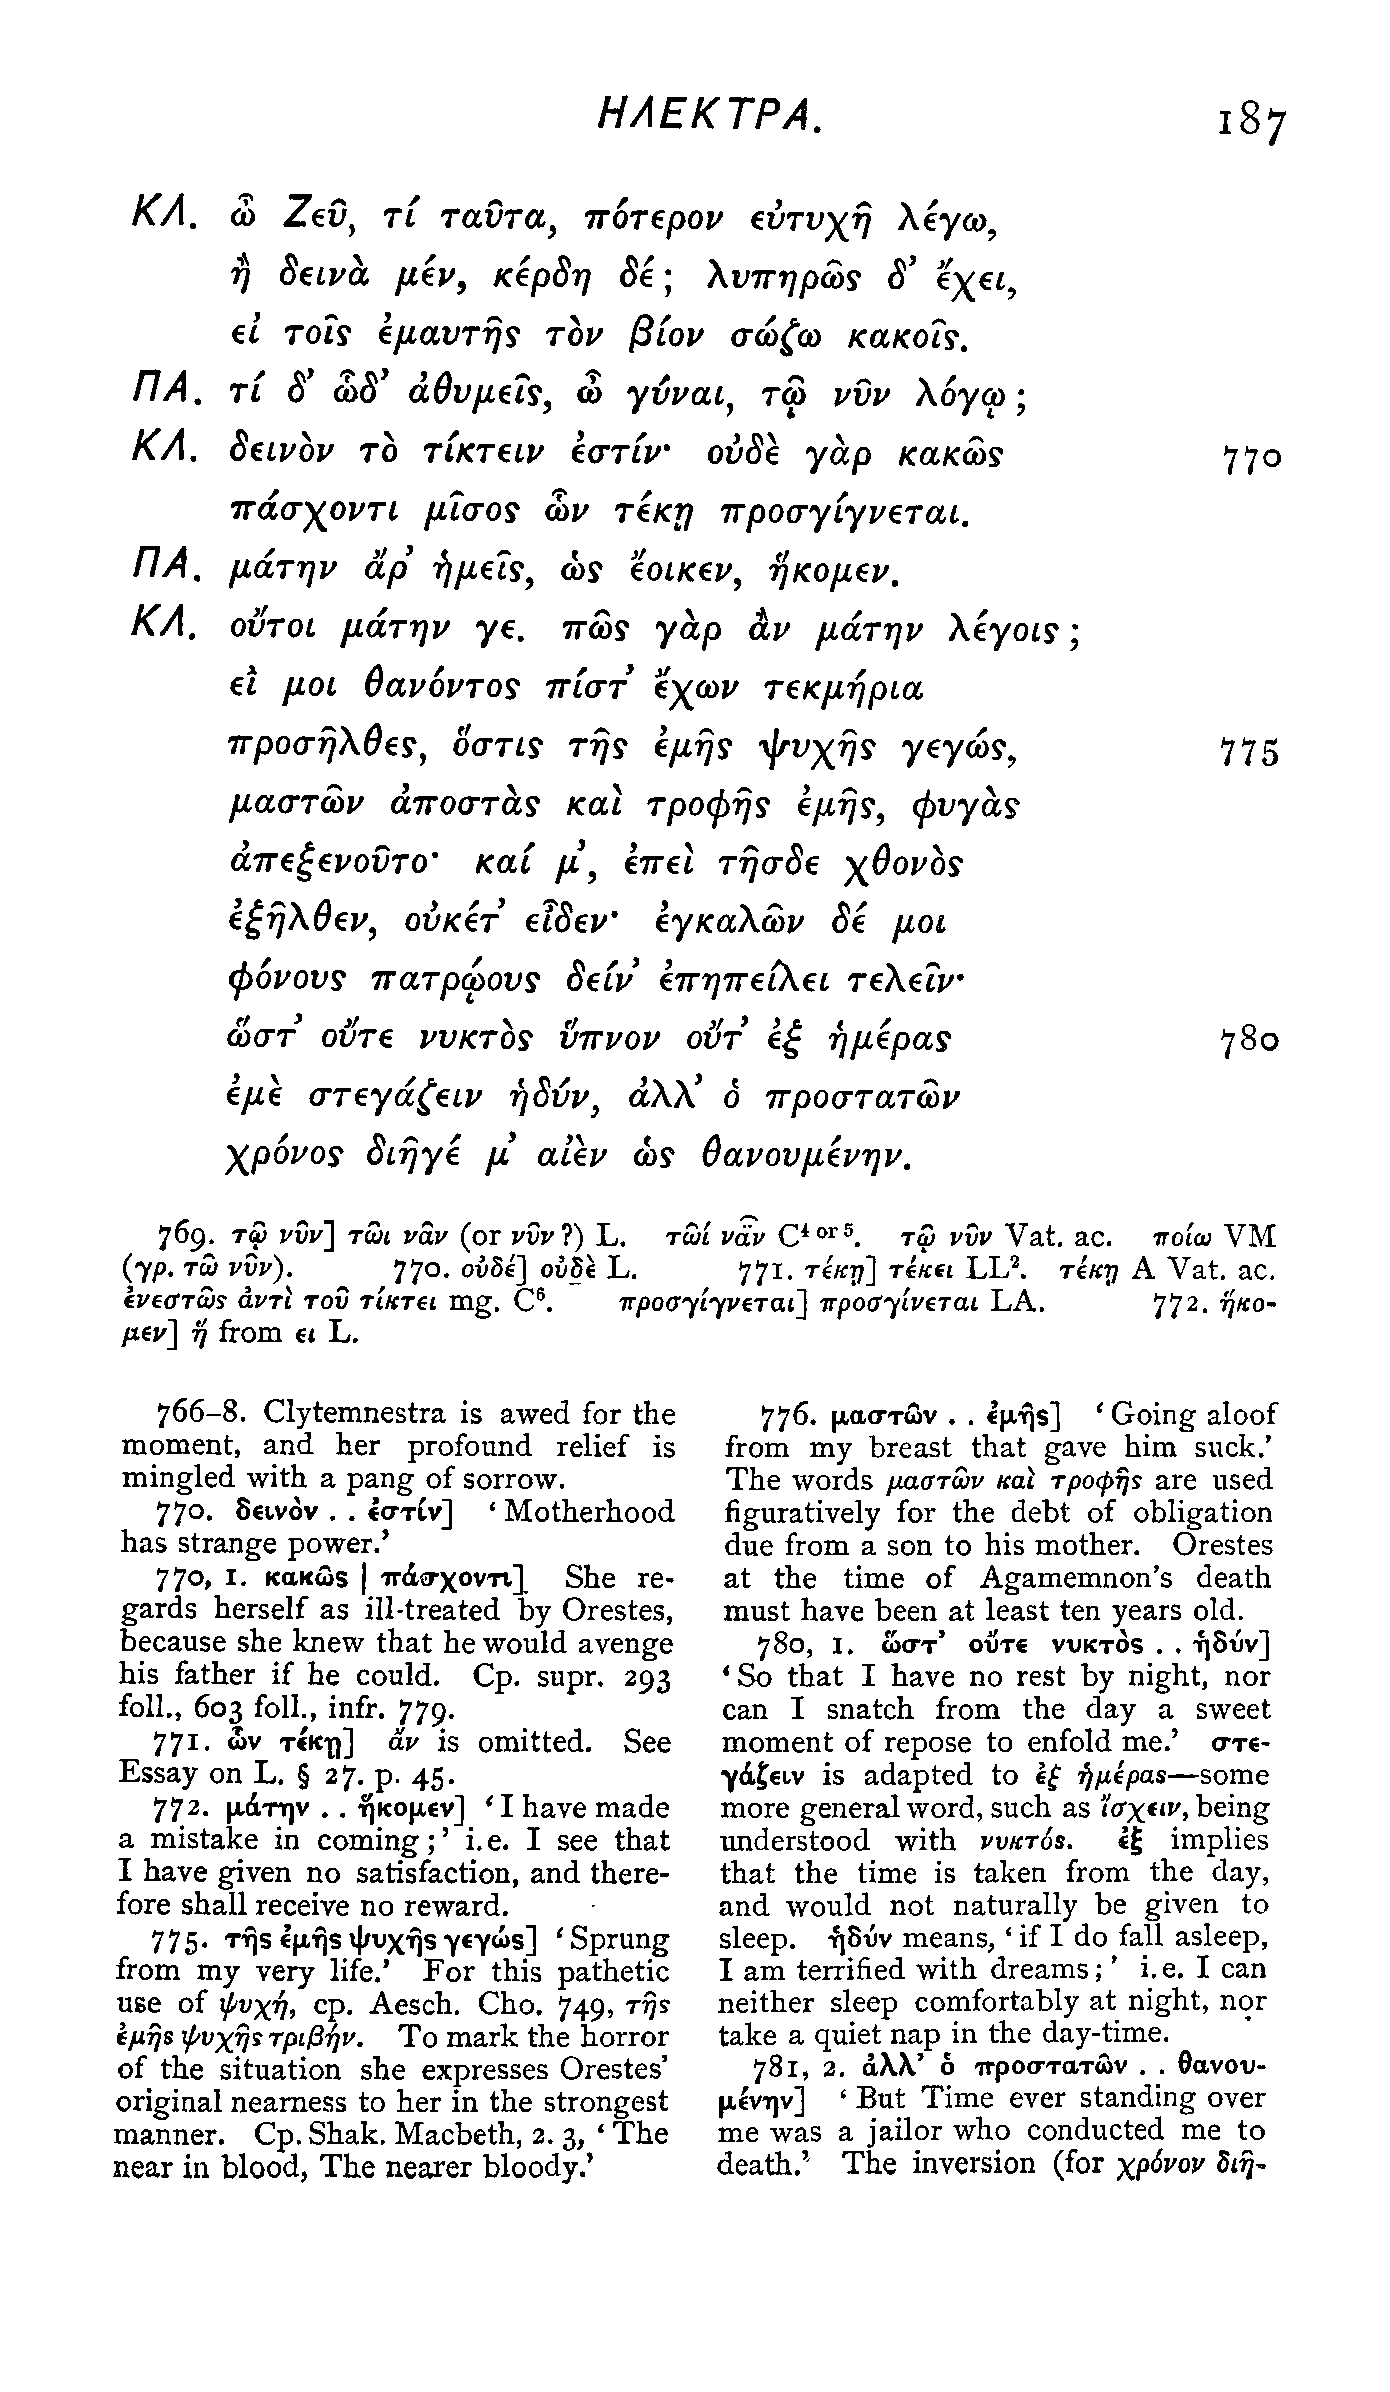 ΗΛΕΚΤΡΑ. 187
ΚΛ. ὦ Ζεῦ, τί ταῦτα, πότερον εὐτυχῆ λέγω,
ἢ δεινὰ μέν, κέρδη δέ; λυπηρῶς δ' ἔχει,
εἰ τοῖς ἐμαυτῆς τὸν βίον σώζω κακοῖς.
ΠΑ. τί δ' ὧδ' ἀθυμεῖς, ὦ γύναι, τῷ νῦν λόγῳ;
ΚΛ. δεινὸν τὸ τίκτειν ἐστίν· οὐδὲ γὰρ κακῶς 770
πάσχοντι μῖσος ὧν τέκῃ προσγίγνεται.
ΠΑ. μάτην ἄρ' ἡμεῖς, ὡς ἔοικεν, ἥκομεν.
ΚΛ. οὔτοι μάτην γε. πῶς γὰρ ἂν μάτην λέγοις;
εἴ μοι θανόντος πίστ' ἔχων τεκμήρια
προσῆλθες, ὅστις τῆς ἐμῆς ψυχῆς γεγώς, 775
μαστῶν ἀποστὰς καὶ τροφῆς ἐμῆς, φυγὰς
ἀπεξενοῦτο· καί μ', ἐπεὶ τῆσδε χθονὸς
ἐξῆλθεν, οὐκέτ' εἶδεν· ἐγκαλῶν δέ μοι
φόνους πατρῴους δείν' ἐπηπείλει τελεῖν·
ὥστ' οὔτε νυκτὸς ὕπνον οὔτ' ἐξ ἡμέρας 780
ἐμὲ στεγάζειν ἡδύν, ἀλλ' ὁ προστατῶν
χρόνος διῆγέ μ' αἰὲν ὡς θανουμένην.
769. τῷ νῦν] τῶι νᾶν (or νῦν?) L. τῶί νᾶν C⁴ ᵒʳ ⁵. τῷ νῦν Vat. ac. ποίω VM
(γρ. τῶ νῦν). 770. οὐδέ] οὐδὲ L. 771. τέκῃ] τέκει LL². τέκῃ A Vat. ac.
ἐνεστῶς ἀντὶ τοῦ τίκτει mg. C⁶. προσγίγνεται] προσγίνεται LA. 772. ἥκο-
μεν] ἥ from ει L.
766–8. Clytemnestra is awed for the
moment, and her profound relief is
mingled with a pang of sorrow.
770. δεινὸν . . ἐστίν] ‘Motherhood
has strange power.’
770, 1. κακῶς | πάσχοντι] She re-
gards herself as ill-treated by Orestes,
because she knew that he would avenge
his father if he could. Cp. supr. 293
foll., 603 foll., infr. 779.
771. ὧν τέκῃ] ἄν is omitted. See
Essay on L. § 27. p. 45.
772. μάτην . . ἥκομεν] ‘I have made
a mistake in coming;’ i.e. I see that
I have given no satisfaction, and there-
fore shall receive no reward.
775. τῆς ἐμῆς ψυχῆς γεγώς] ‘Sprung
from my very life.’ For this pathetic
use of ψυχή, cp. Aesch. Cho. 749, τῆς
ἐμῆς ψυχῆς τριβήν. To mark the horror
of the situation she expresses Orestes’
original nearness to her in the strongest
manner. Cp. Shak. Macbeth, 2. 3, ‘The
near in blood, The nearer bloody.’
776. μαστῶν . . ἐμῆς] ‘Going aloof
from my breast that gave him suck.’
The words μαστῶν καὶ τροφῆς are used
figuratively for the debt of obligation
due from a son to his mother. Orestes
at the time of Agamemnon’s death
must have been at least ten years old.
780, 1. ὥστ' οὔτε νυκτὸς . . ἡδύν]
‘So that I have no rest by night, nor
can I snatch from the day a sweet
moment of repose to enfold me.’ στε-
γάζειν is adapted to ἐξ ἡμέρας—some
more general word, such as ἴσχειν, being
understood with νυκτός. ἐξ implies
that the time is taken from the day,
and would not naturally be given to
sleep. ἡδύν means, ‘if I do fall asleep,
I am terrified with dreams;’ i.e. I can
neither sleep comfortably at night, nor
take a quiet nap in the day-time.
781, 2. ἀλλ' ὁ προστατῶν . . θανου-
μένην] ‘But Time ever standing over
me was a jailor who conducted me to
death.’ The inversion (for χρόνον διῆ-